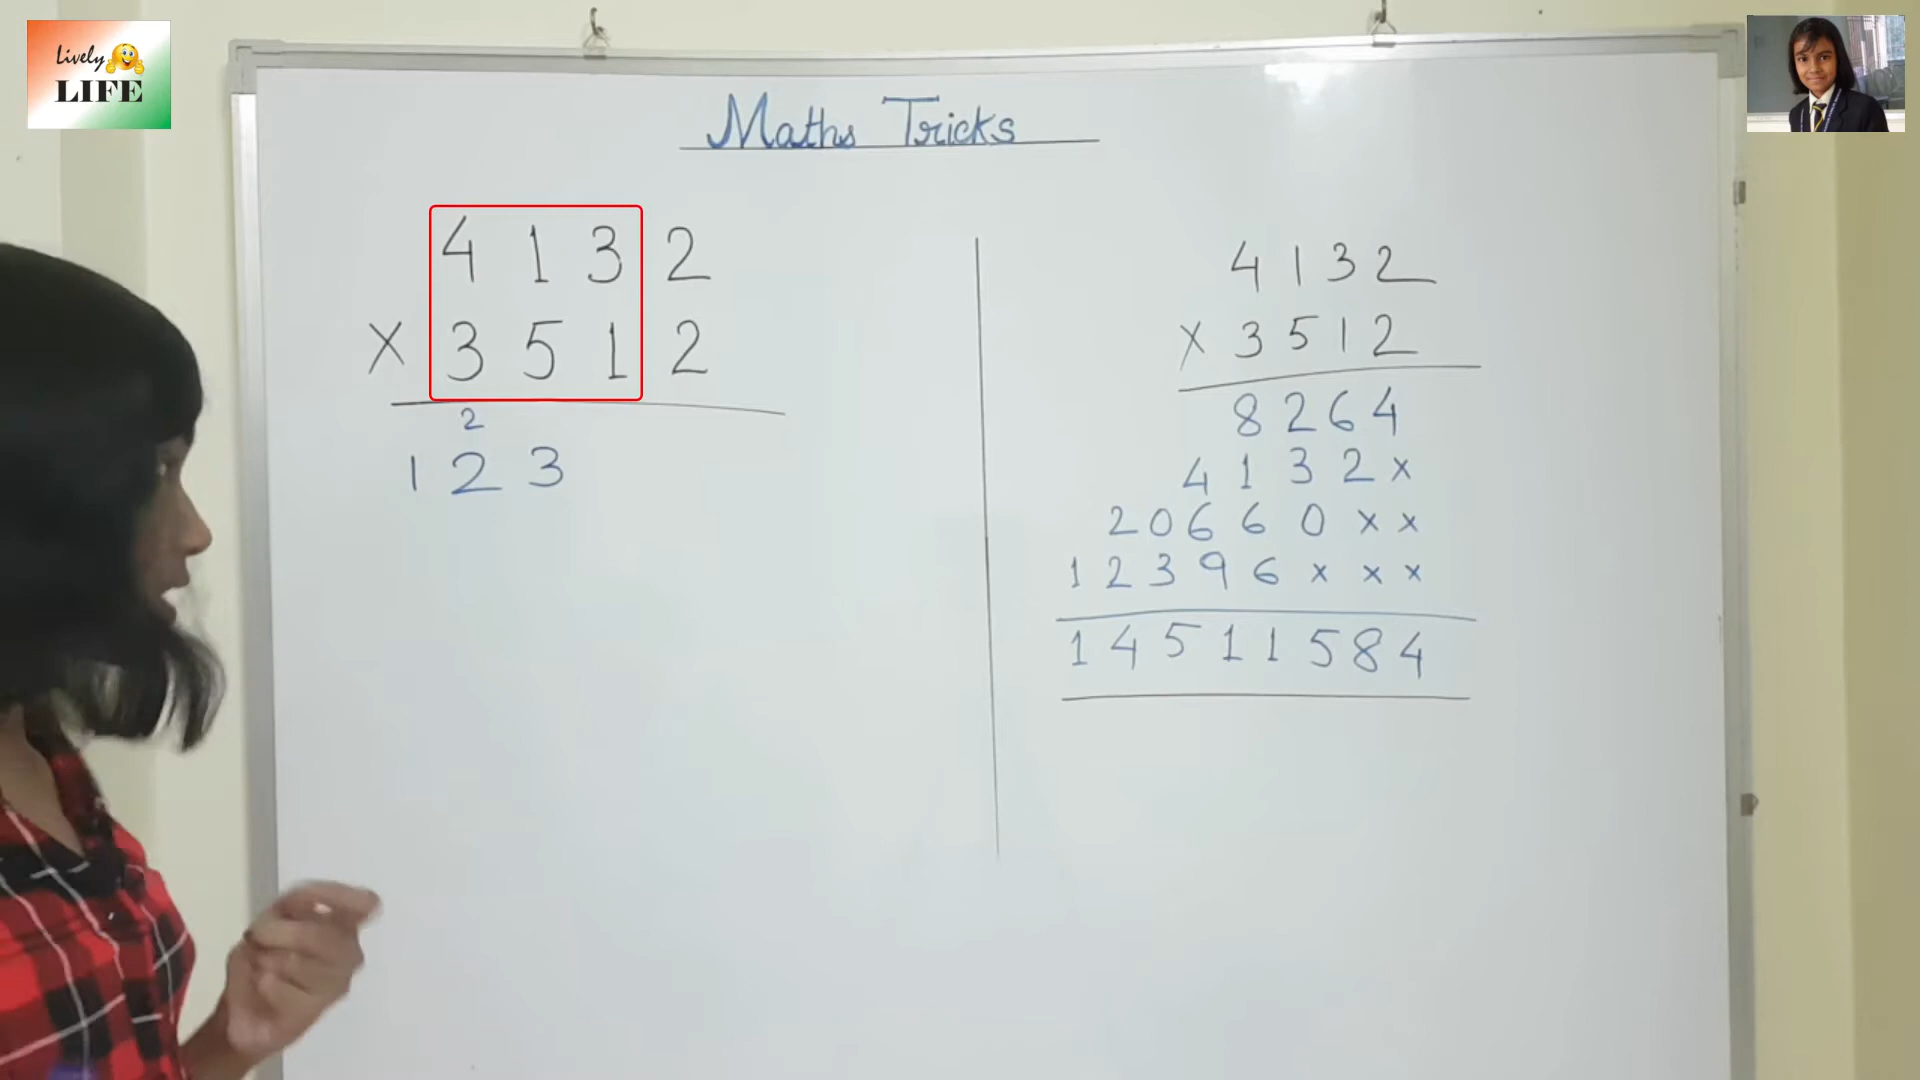 Lively
LIFE
Maths Tricks
4 1 3 2
X 3 5 1 2
2
1 2 3
4 1 3 2
X 3 5 1 2
8 2 6 4
4 1 3 2 x
2 0 6 6 0 x x
1 2 3 9 6 x x x
1 4 5 1 1 5 8 4